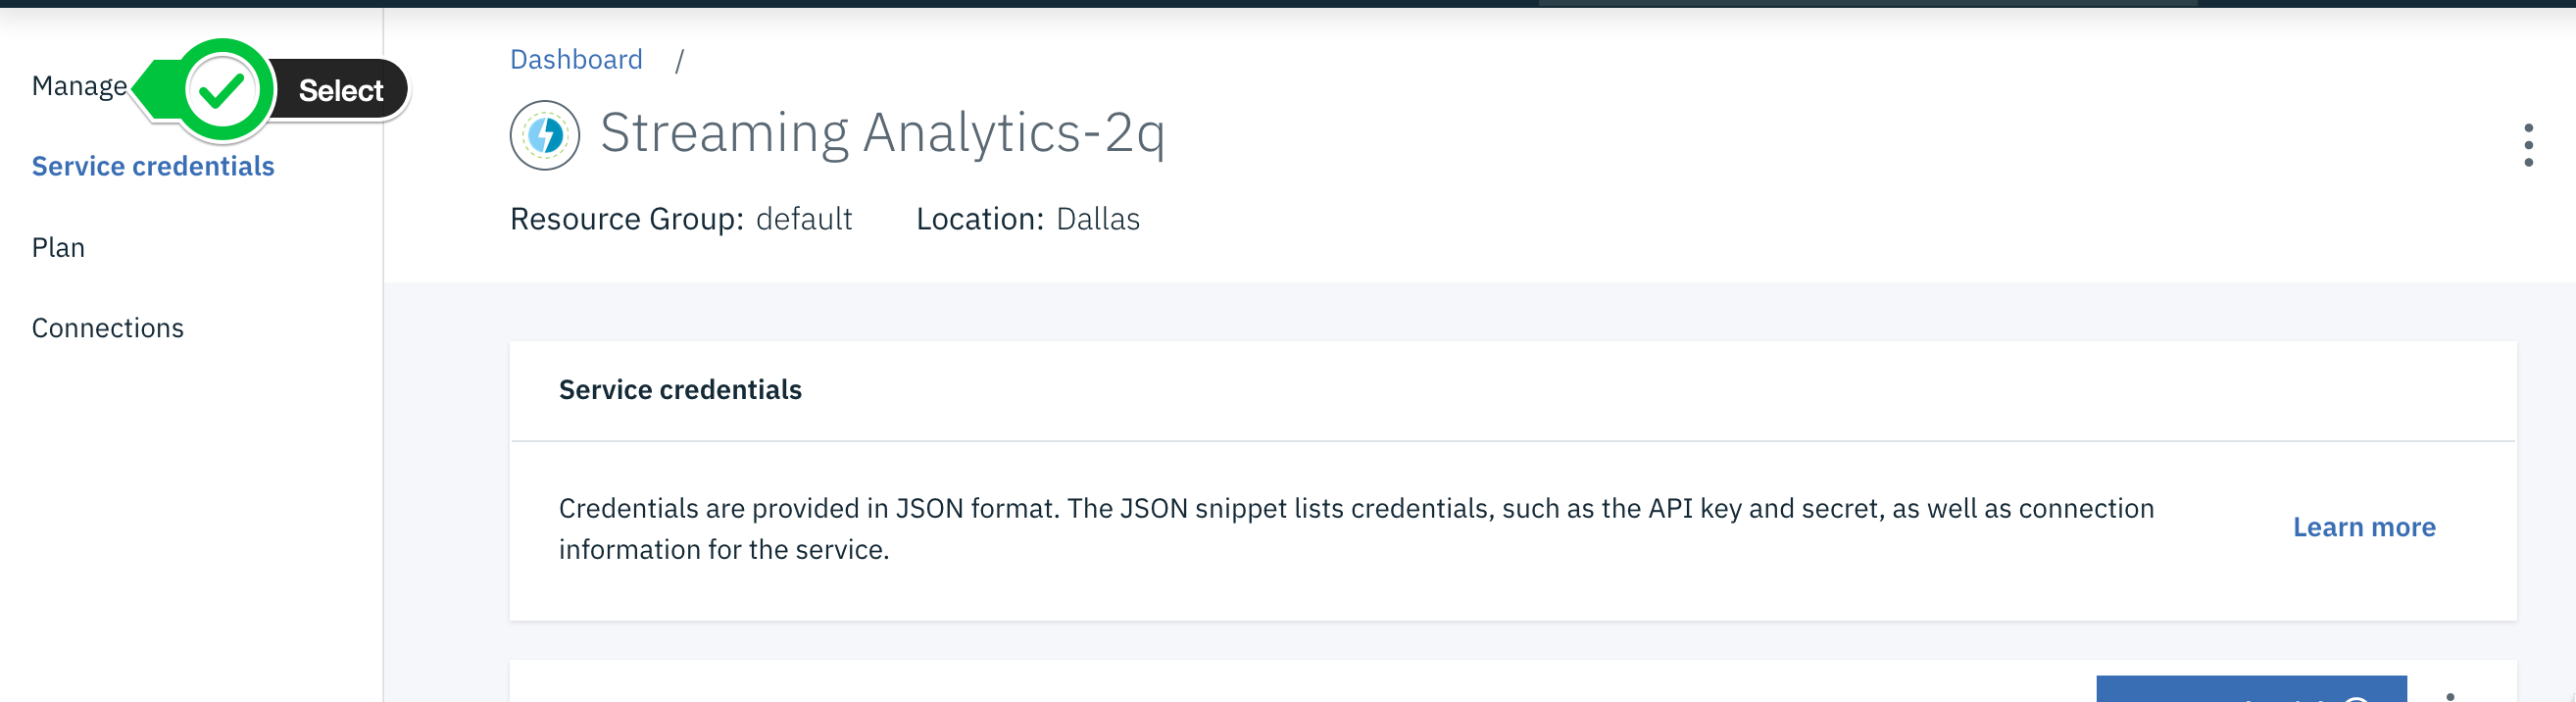 Manage
Select
Service credentials
Plan
Connections
Dashboard /
Streaming Analytics-2q
Resource Group: default Location: Dallas
Service credentials
Credentials are provided in JSON format. The JSON snippet lists credentials, such as the API key and secret, as well as connection
information for the service.
Learn more